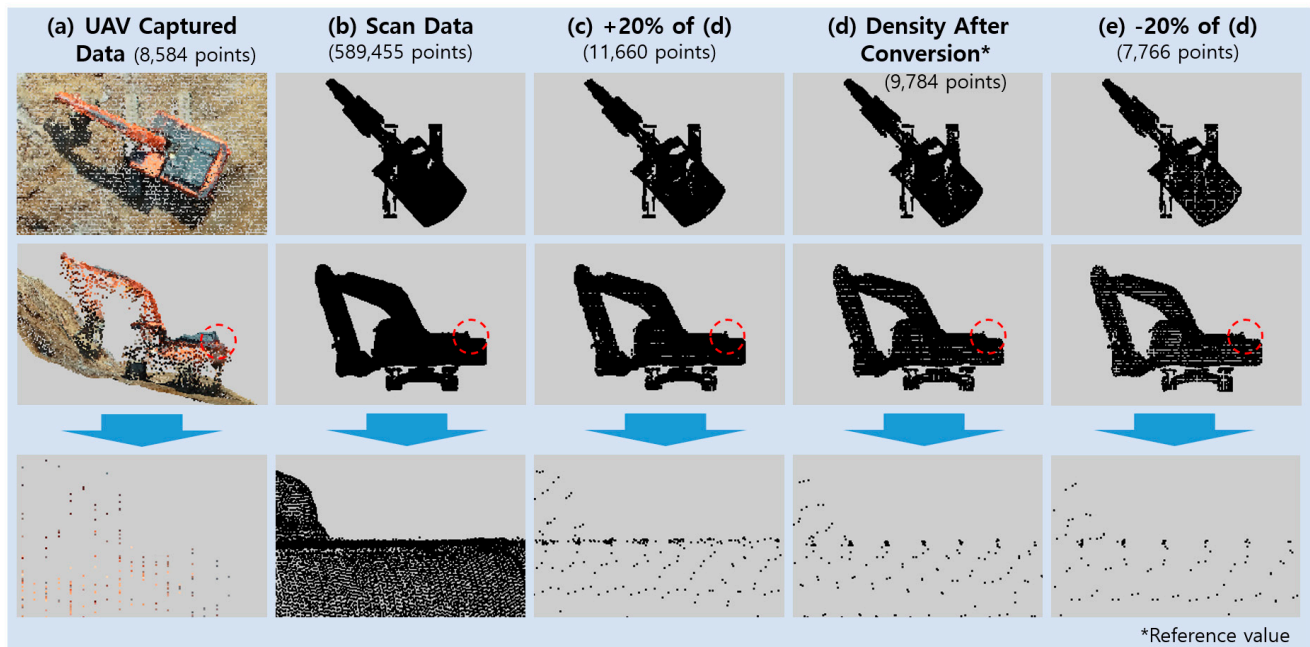 (a) UAV Captured
Data (8,584 points)
(b) Scan Data
(589,455 points)
(c) +20% of (d)
(11,660 points)
(d) Density After
Conversion*
(9,784 points)
(e) -20% of (d)
(7,766 points)
*Reference value